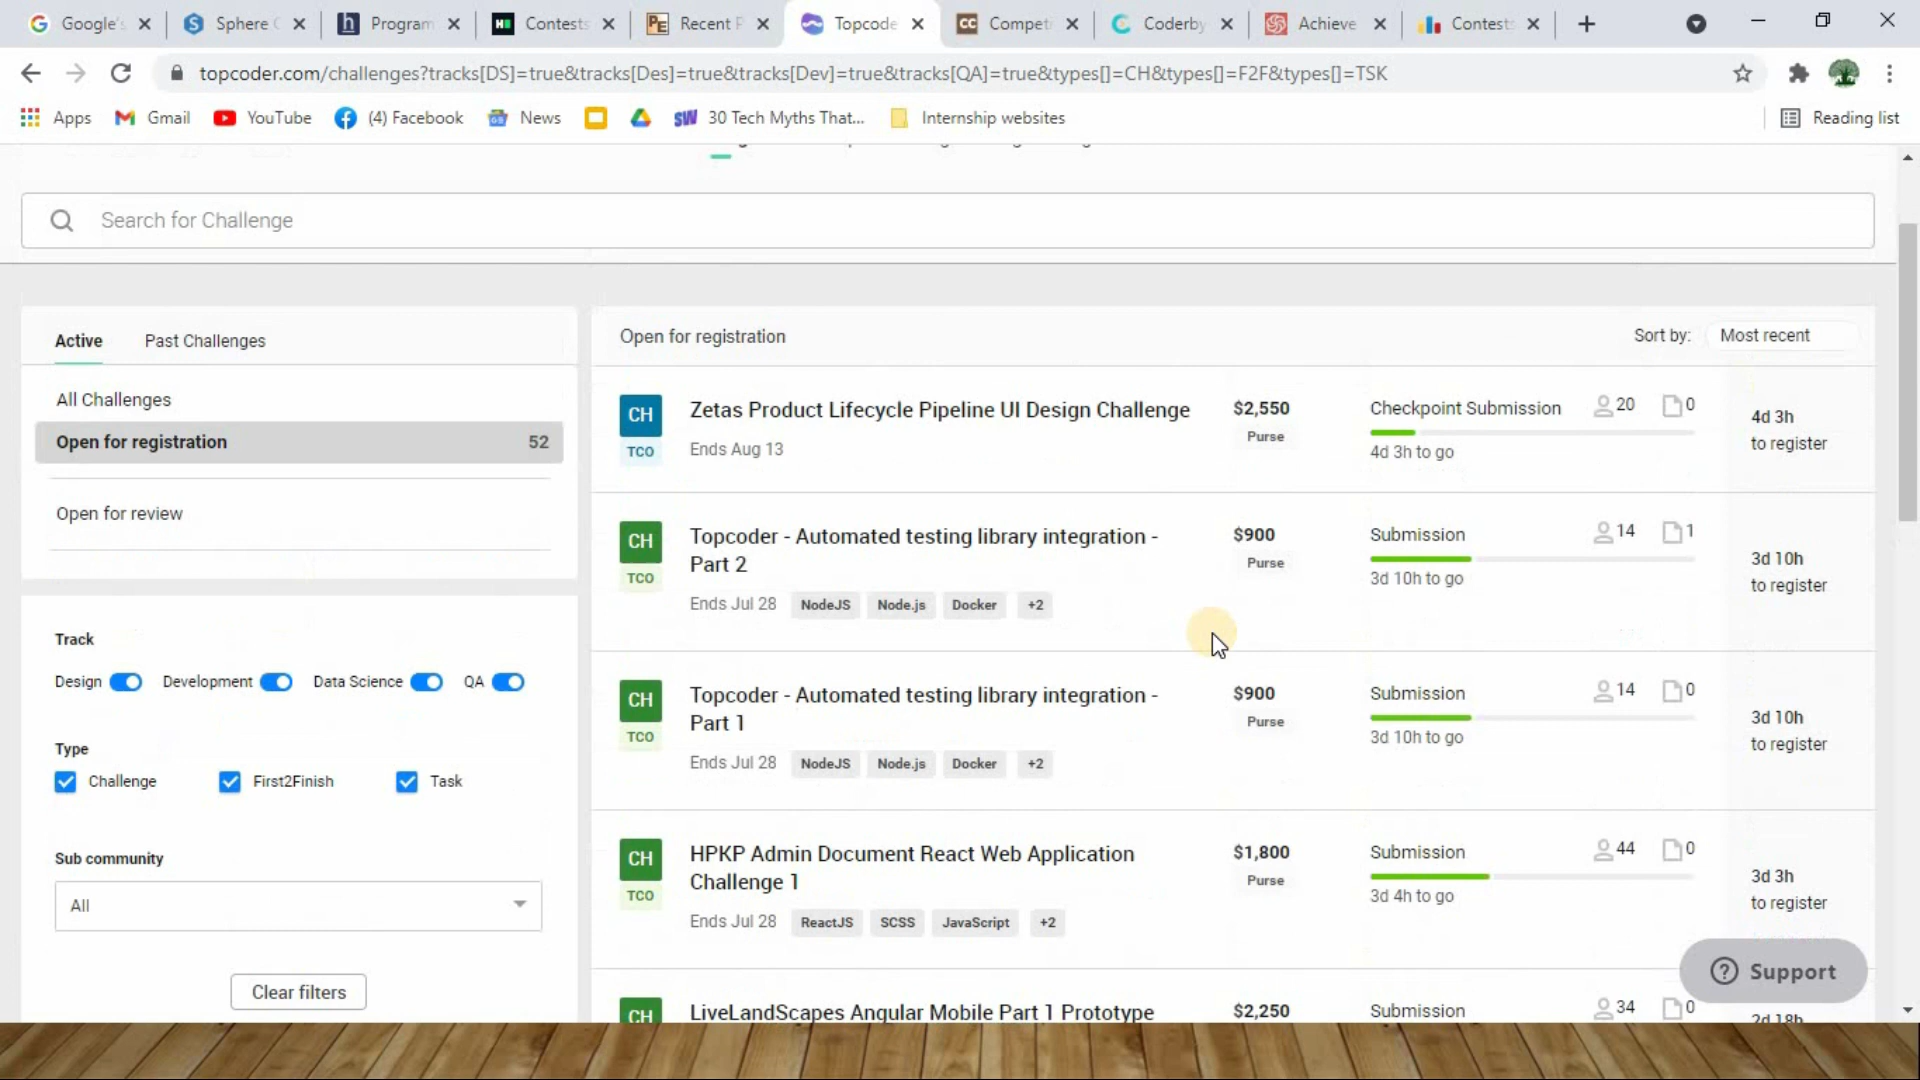 Google's
Sphere
Program
Contests
Recent P
Topcode
Compet
Coderby
Achieve
Contest
topcoder.com/challenges?tracks[DS]=true&tracks[Des]=true&tracks[Dev]=true&tracks[QA]=true&types[]=CH&types[]=F2F&types[]=TSK
Apps Gmail YouTube (4) Facebook News 30 Tech Myths That... Internship websites Reading list
Search for Challenge
Active Past Challenges
All Challenges
Open for registration 52
Open for review
Track
Design Development Data Science QA
Type
Challenge First2Finish Task
Sub community
All
Clear filters
Open for registration Sort by: Most recent
CH
TCO
Zetas Product Lifecycle Pipeline UI Design Challenge
Ends Aug 13
$2,550
Purse
Checkpoint Submission 20 0
4d 3h to go
4d 3h
to register
CH
TCO
Topcoder - Automated testing library integration -
Part 2
Ends Jul 28 NodeJS Node.js Docker +2
$900
Purse
Submission 14 1
3d 10h to go
3d 10h
to register
CH
TCO
Topcoder - Automated testing library integration -
Part 1
Ends Jul 28 NodeJS Node.js Docker +2
$900
Purse
Submission 14 0
3d 10h to go
3d 10h
to register
CH
TCO
HPKP Admin Document React Web Application
Challenge 1
Ends Jul 28 ReactJS SCSS JavaScript +2
$1,800
Purse
Submission 44 0
3d 4h to go
3d 3h
to register
CH
LiveLandScapes Angular Mobile Part 1 Prototype
$2,250
Submission 34 0
2d 18h
Support